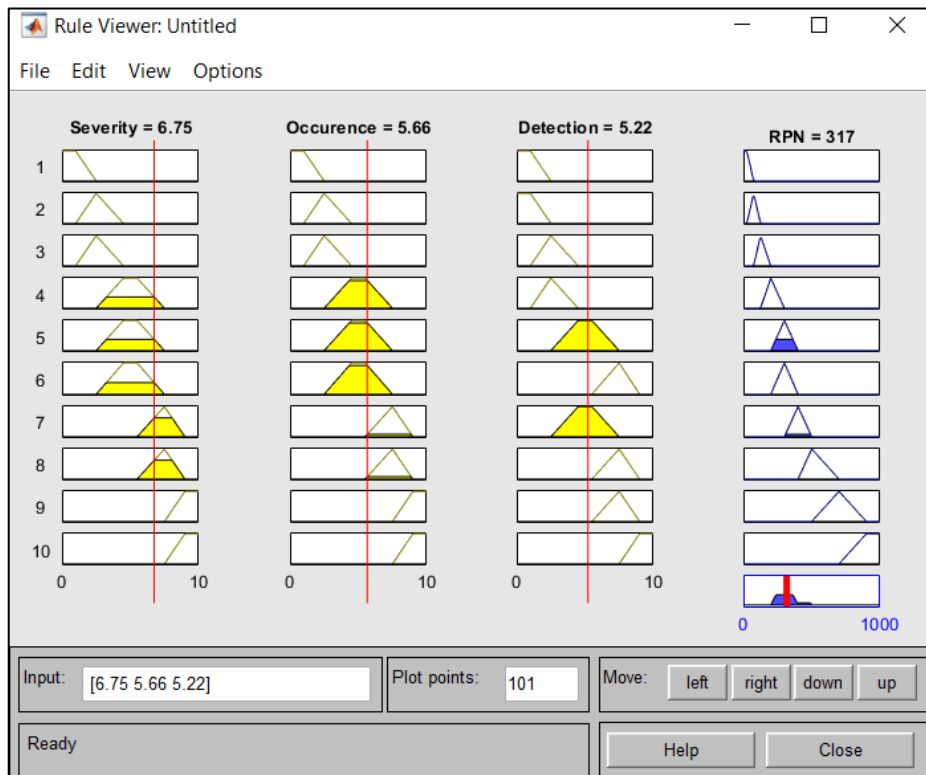 Rule Viewer: Untitled
File Edit View Options
Severity = 6.75 Occurence = 5.66 Detection = 5.22 RPN = 317
1
2
3
4
5
6
7
8
9
10
0 10 0 10 0 10
0 1000
Input: [6.75 5.66 5.22] Plot points: 101 Move: left right down up
Ready Help Close